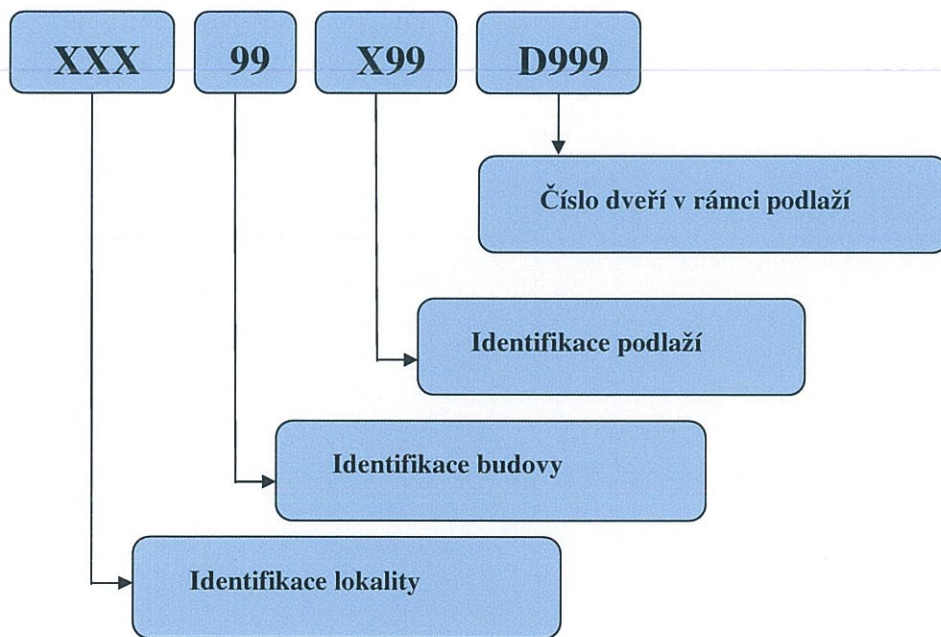 XXX 99 X99 D999
Číslo dveří v rámci podlaží
Identifikace podlaží
Identifikace budovy
Identifikace lokality